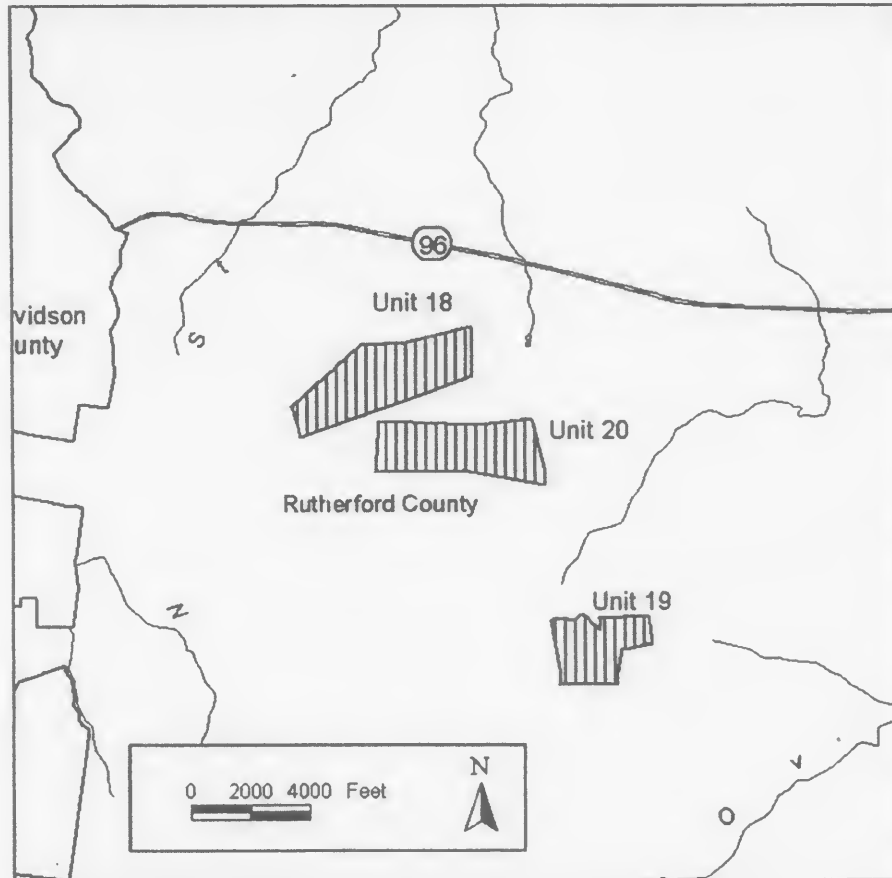 96
Unit 18
vidson
unty
S
Unit 20
Rutherford County
Unit 19
N
0 2000 4000 Feet
N
O